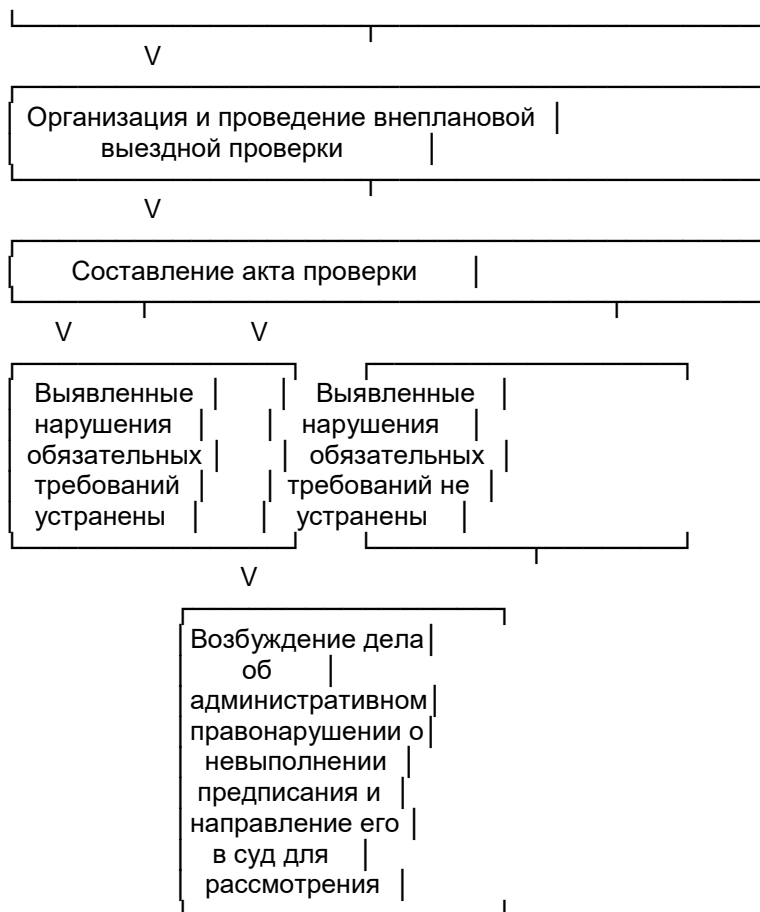 V
Организация и проведение внеплановой
выездной проверки
V
Составление акта проверки
V V
Выявленные Выявленные
нарушения нарушения
обязательных обязательных
требований требований не
устранены устранены
V
Возбуждение дела
об
административном
правонарушении о
невыполнении
предписания и
направление его
в суд для
рассмотрения